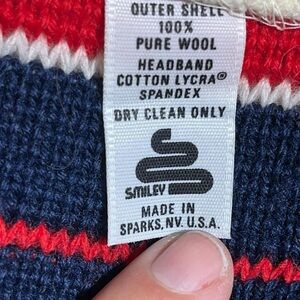 OUTER SHELL
100%
PURE WOOL
HEADBAND
COTTON LYCRA®
SPANDEX
DRY CLEAN ONLY
SMILEY
MADE IN
SPARKS, NV. U.S.A.